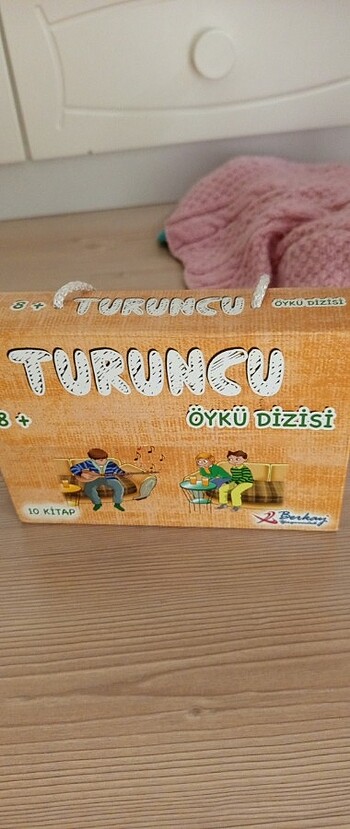 8 +
TURUNCU
ÖYKÜ DİZİSİ
TURUNCU
8 +
ÖYKÜ DİZİSİ
10 KİTAP
Berkay